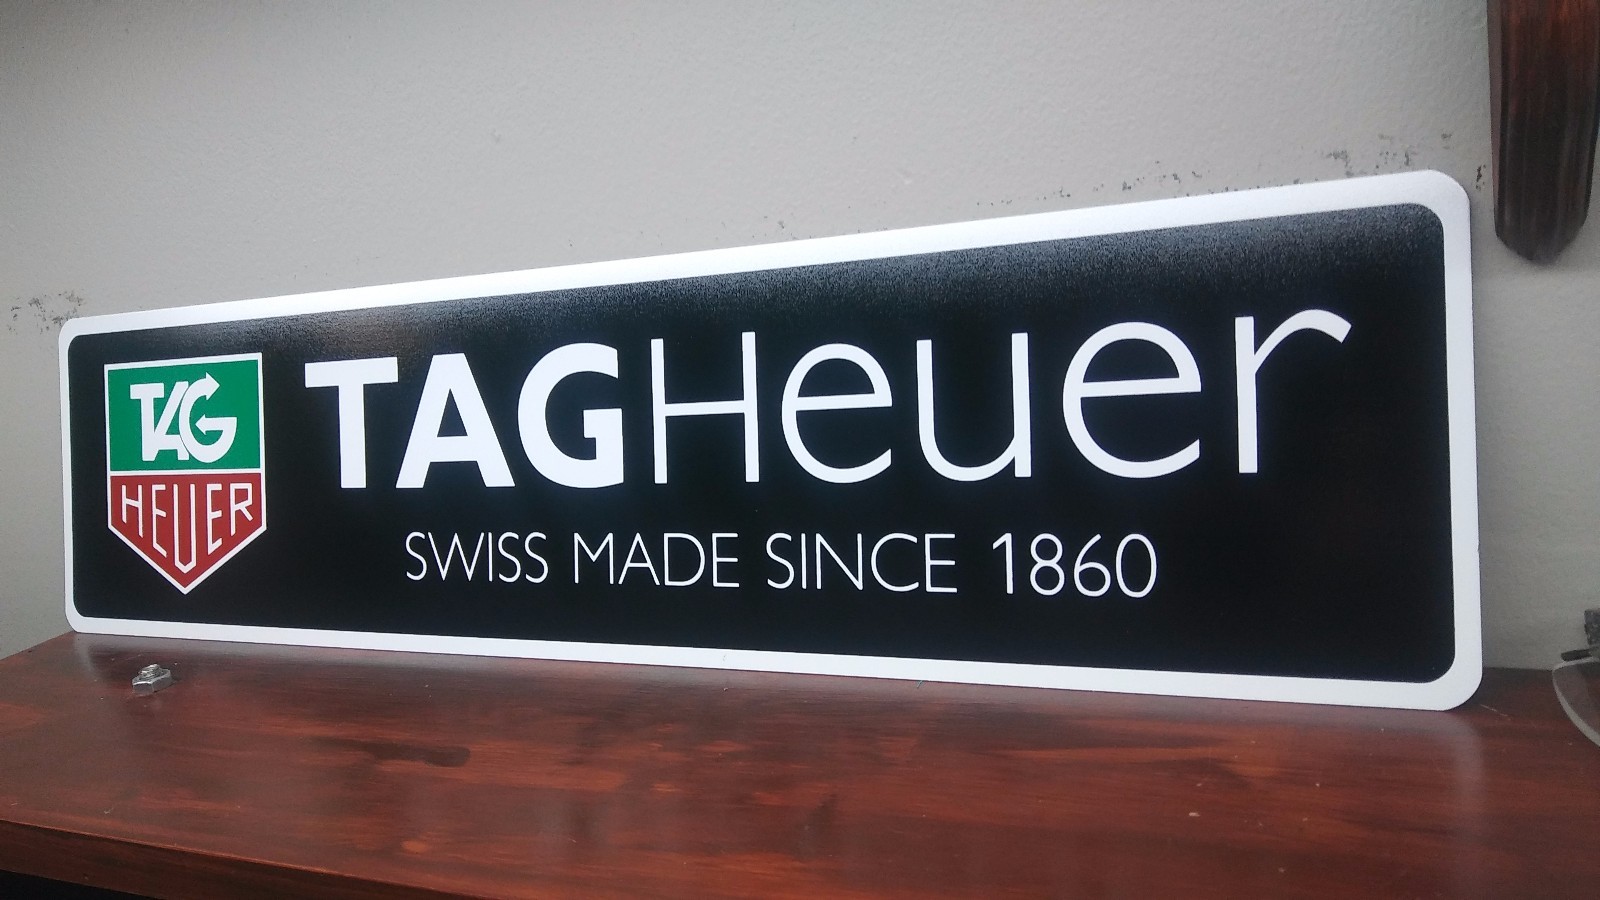 TAG
HEUER
TAGHeuer
SWISS MADE SINCE 1860